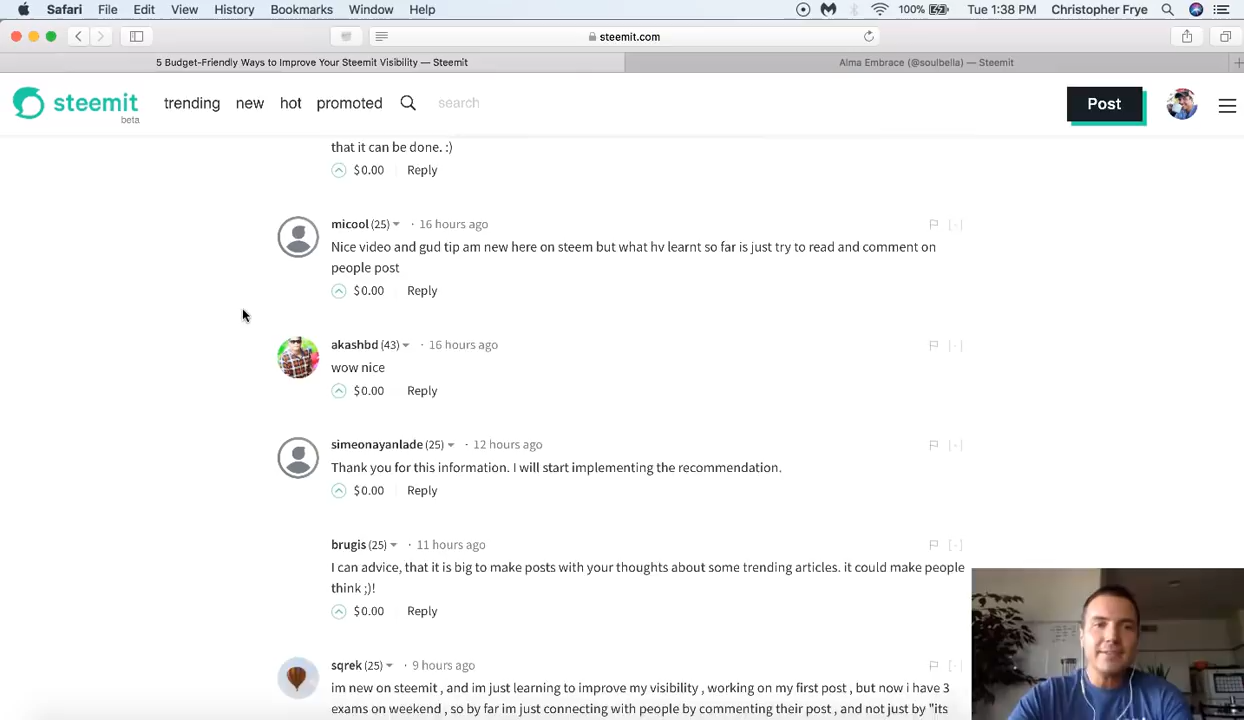 Safari File Edit View History Bookmarks Window Help 100% Tue 1:38 PM Christopher Frye
steemit.com
5 Budget-Friendly Ways to Improve Your Steemit Visibility — Steemit Alma Embrace (@soulbella) — Steemit
steemit beta trending new hot promoted search Post
that it can be done. :)
$0.00 Reply
micool (25) · 16 hours ago [-]
Nice video and gud tip am new here on steem but what hv learnt so far is just try to read and comment on
people post
$0.00 Reply
akashbd (43) · 16 hours ago [-]
wow nice
$0.00 Reply
simeonayanlade (25) · 12 hours ago [-]
Thank you for this information. I will start implementing the recommendation.
$0.00 Reply
brugis (25) · 11 hours ago [-]
I can advice, that it is big to make posts with your thoughts about some trending articles. it could make people
think ;)!
$0.00 Reply
sqrek (25) · 9 hours ago [-]
im new on steemit , and im just learning to improve my visibility , working on my first post , but now i have 3
exams on weekend , so by far im just connecting with people by commenting their post , and not just by "its